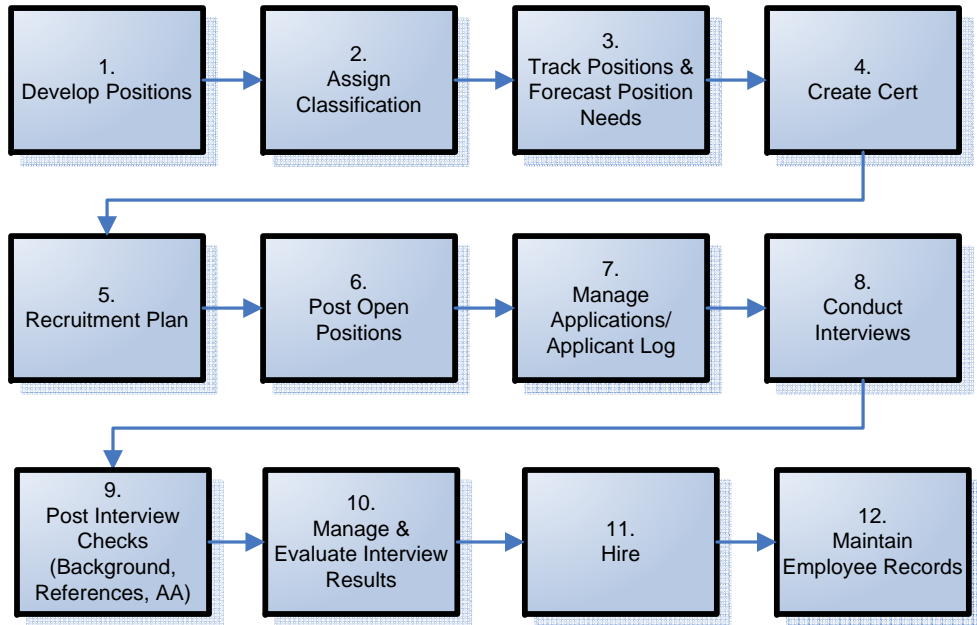 1.
Develop Positions
2.
Assign
Classification
3.
Track Positions &
Forecast Position
Needs
4.
Create Cert
5.
Recruitment Plan
6.
Post Open
Positions
7.
Manage
Applications/
Applicant Log
8.
Conduct
Interviews
9.
Post Interview
Checks
(Background,
References, AA)
10.
Manage &
Evaluate Interview
Results
11.
Hire
12.
Maintain
Employee Records